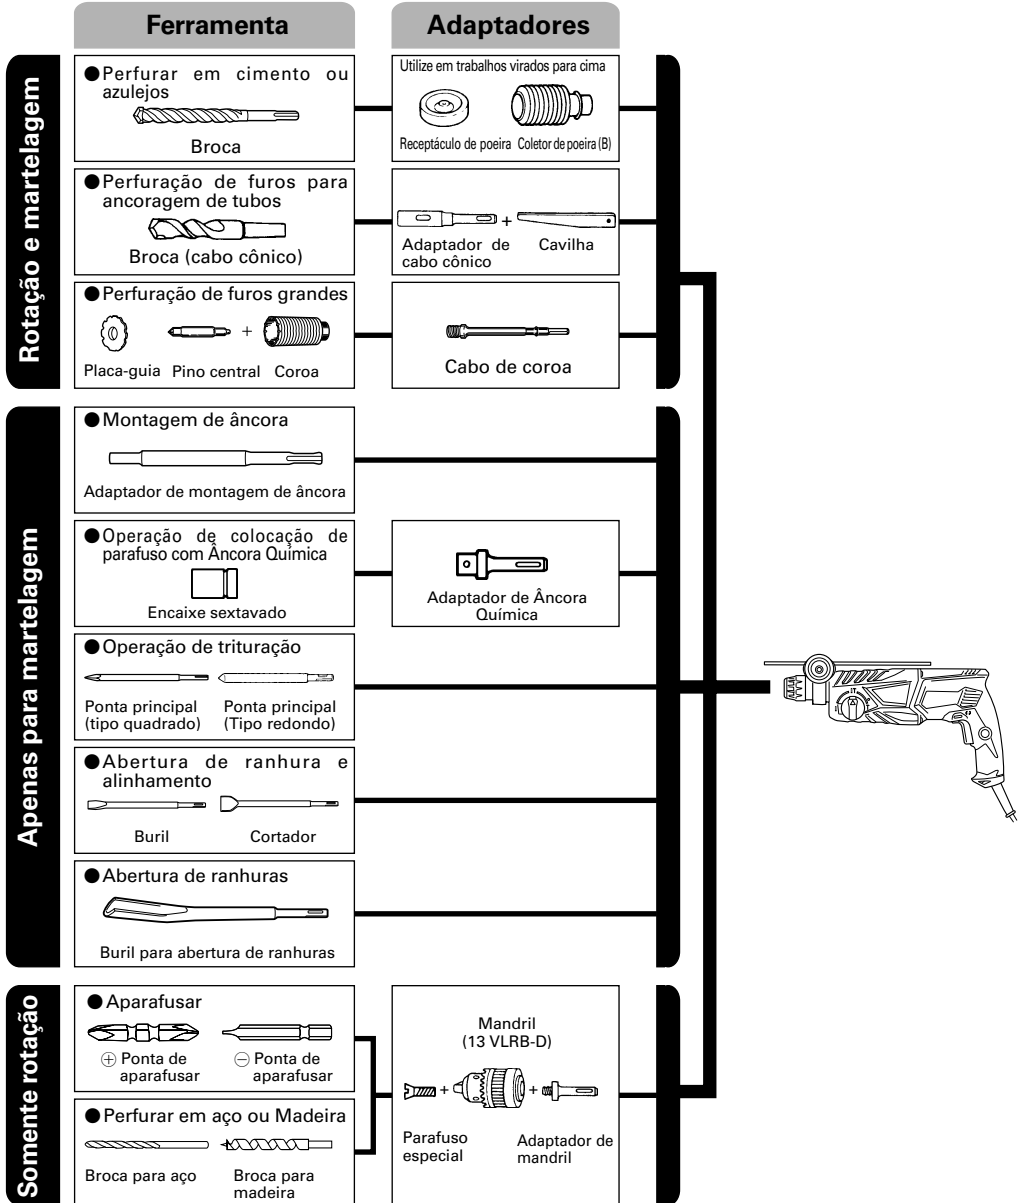 Ferramenta
Adaptadores
Rotação e martelagem
●Perfurar em cimento ou
azulejos
Broca
Utilize em trabalhos virados para cima
Receptáculo de poeira
Coletor de poeira (B)
●Perfuração de furos para
ancoragem de tubos
Broca (cabo cônico)
+
Adaptador de
cabo cônico
Cavilha
●Perfuração de furos grandes
+
Placa-guia
Pino central
Coroa
Cabo de coroa
Apenas para martelagem
●Montagem de âncora
Adaptador de montagem de âncora
●Operação de colocação de
parafuso com Âncora Química
Encaixe sextavado
Adaptador de Âncora
Química
●Operação de trituração
Ponta principal
(tipo quadrado)
Ponta principal
(Tipo redondo)
●Abertura de ranhura e
alinhamento
Buril
Cortador
●Abertura de ranhuras
Buril para abertura de ranhuras
Somente rotação
●Aparafusar
⊕ Ponta de
aparafusar
⊖ Ponta de
aparafusar
●Perfurar em aço ou Madeira
Broca para aço
Broca para
madeira
Mandril
(13 VLRB-D)
+
+
Parafuso
especial
Adaptador de
mandril